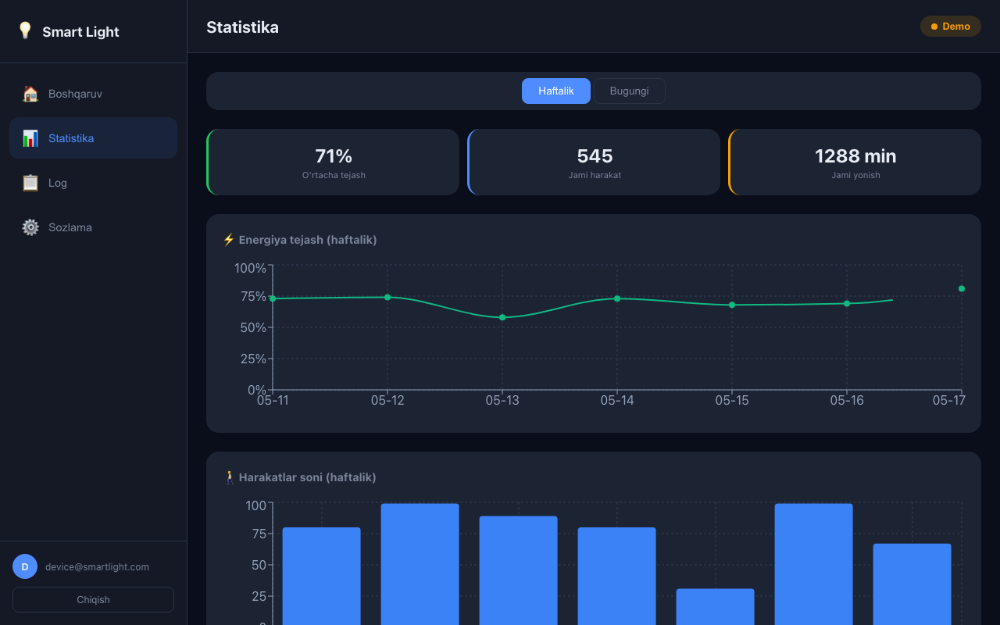 Smart Light
Statistika
Demo
Boshqaruv
Statistika
Log
Sozlama
device@smartlight.com
D
Chiqish
Haftalik
Bugungi
71%
O'rtacha tejash
545
Jami harakat
1288 min
Jami yonish
⚡ Energiya tejash (haftalik)
100%
75%
50%
25%
0%
05-11 05-12 05-13 05-14 05-15 05-16 05-17
🚶 Harakatlar soni (haftalik)
100
75
50
25
0